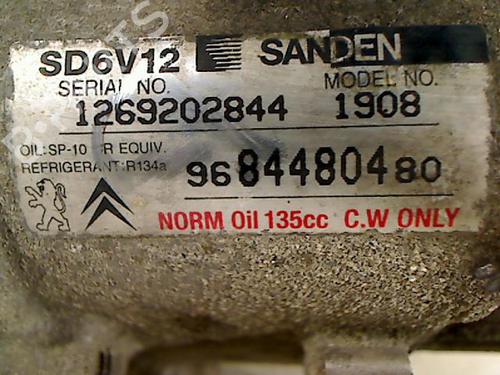 SD6V12 SANDEN
SERIAL NO. MODEL NO.
1269202844 1908
OIL:SP-10 OR EQUIV.
REFRIGERANT:R134a
9684480480
NORM Oil 135cc C.W ONLY